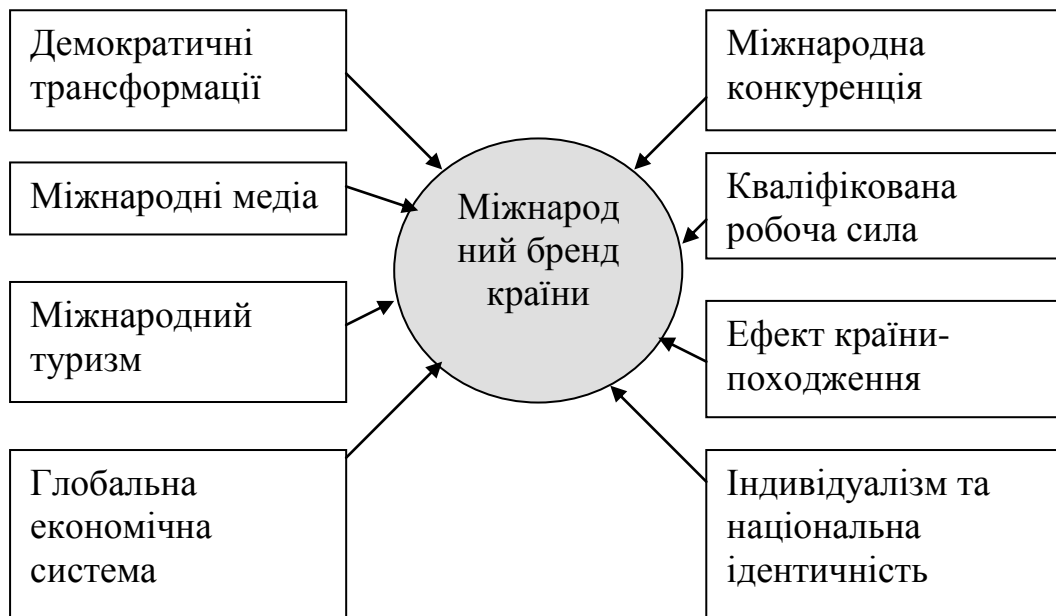 Демократичні
трансформації
Міжнародні медіа
Міжнародний
туризм
Глобальна
економічна
система
Міжнарод
ний бренд
країни
Міжнародна
конкуренція
Кваліфікована
робоча сила
Ефект країни-
походження
Індивідуалізм та
національна
ідентичність